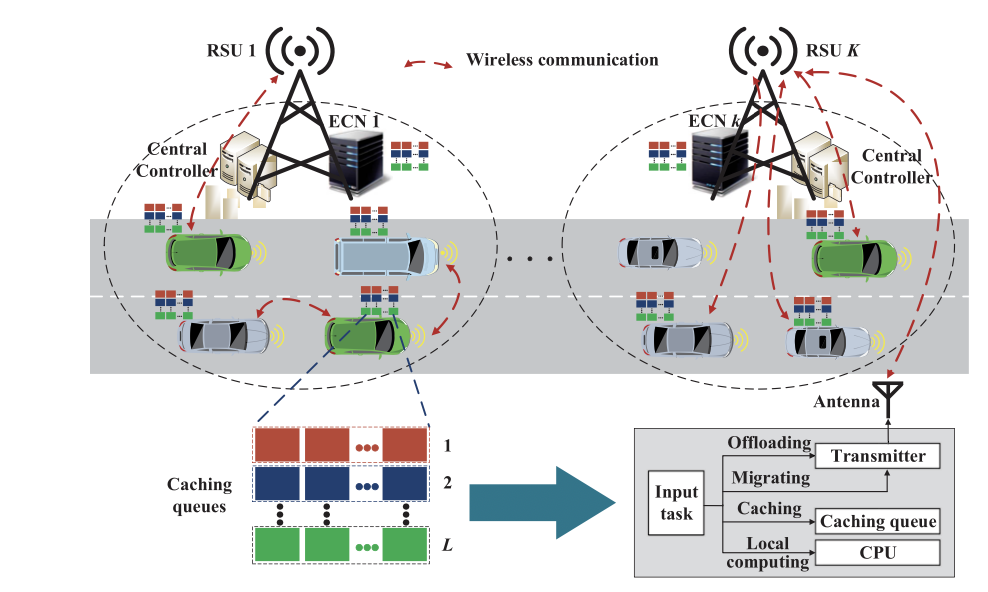 RSU 1
Wireless communication
RSU K
ECN 1
ECN k
Central
Controller
Central
Controller
Antenna
Caching
queues
1
2
L
Input
task
Offloading
Migrating
Caching
Local
computing
Transmitter
Caching queue
CPU